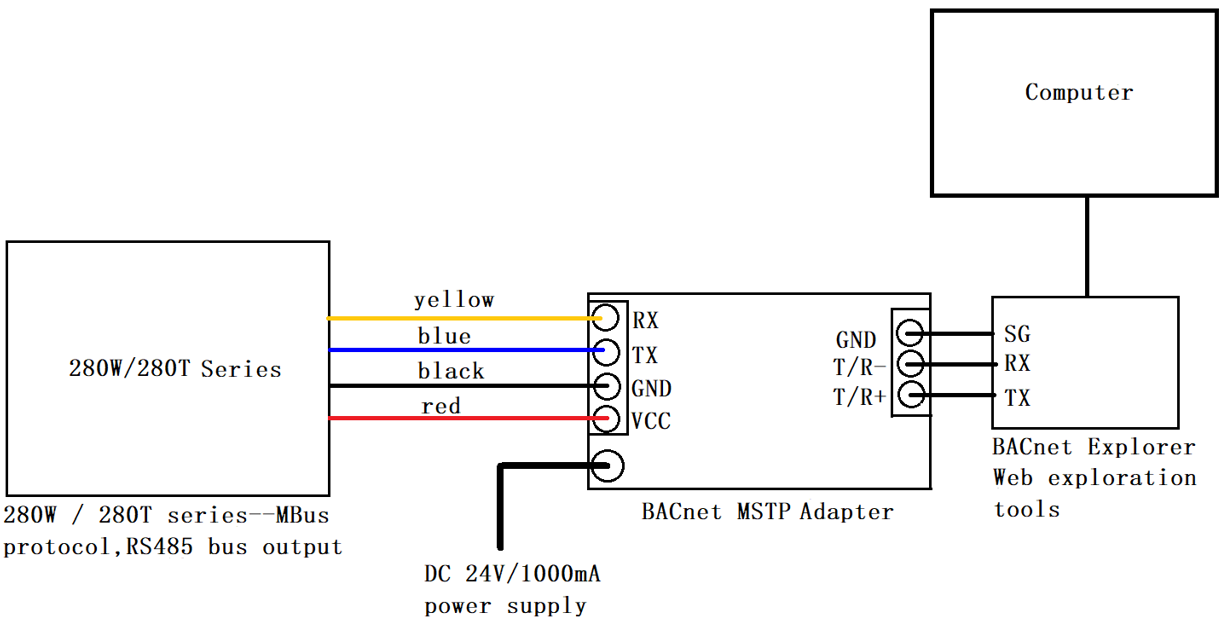 Computer
yellow
RX
blue
TX
280W/280T Series
black
GND
red
VCC
GND
SG
T/R-
RX
T/R+
TX
BACnet Explorer
Web exploration
tools
BACnet MSTP Adapter
280W / 280T series--MBus
protocol,RS485 bus output
DC 24V/1000mA
power supply